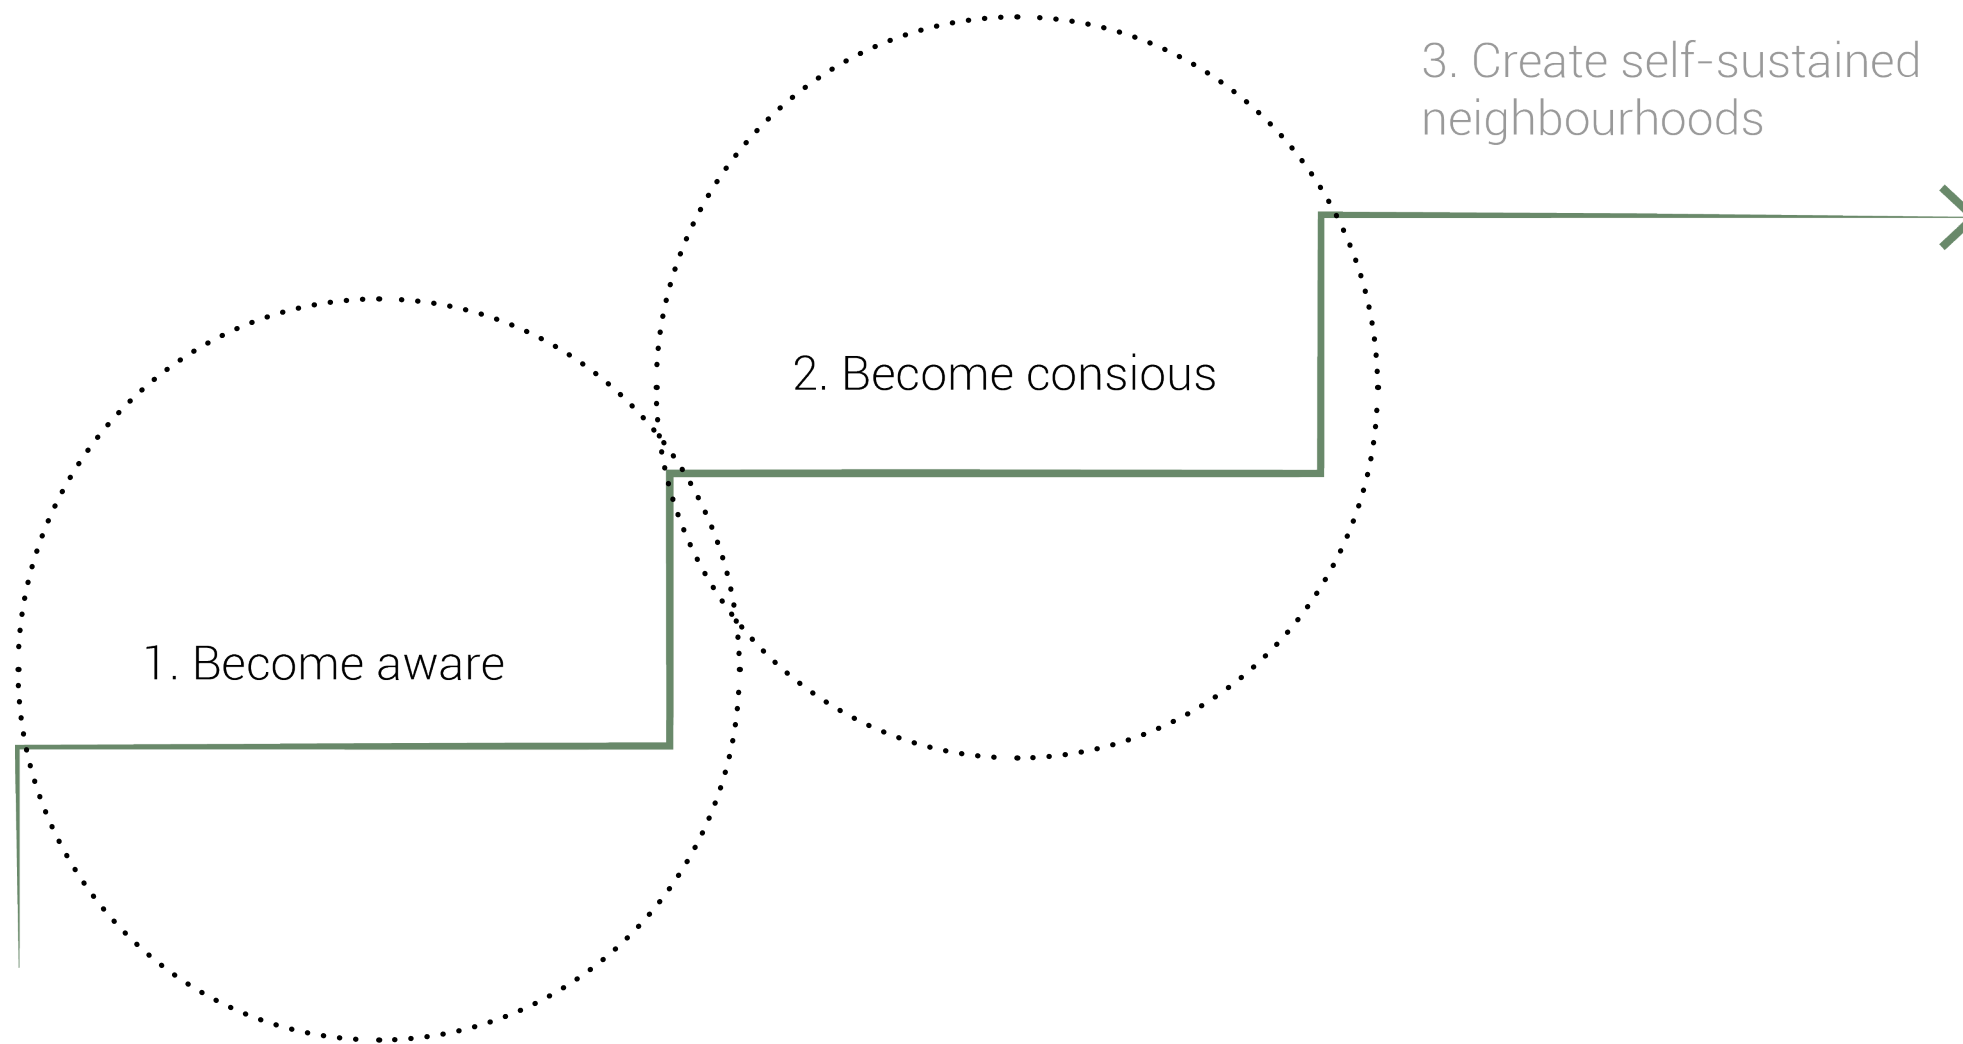 3. Create self-sustained
neighbourhoods
2. Become consious
1. Become aware